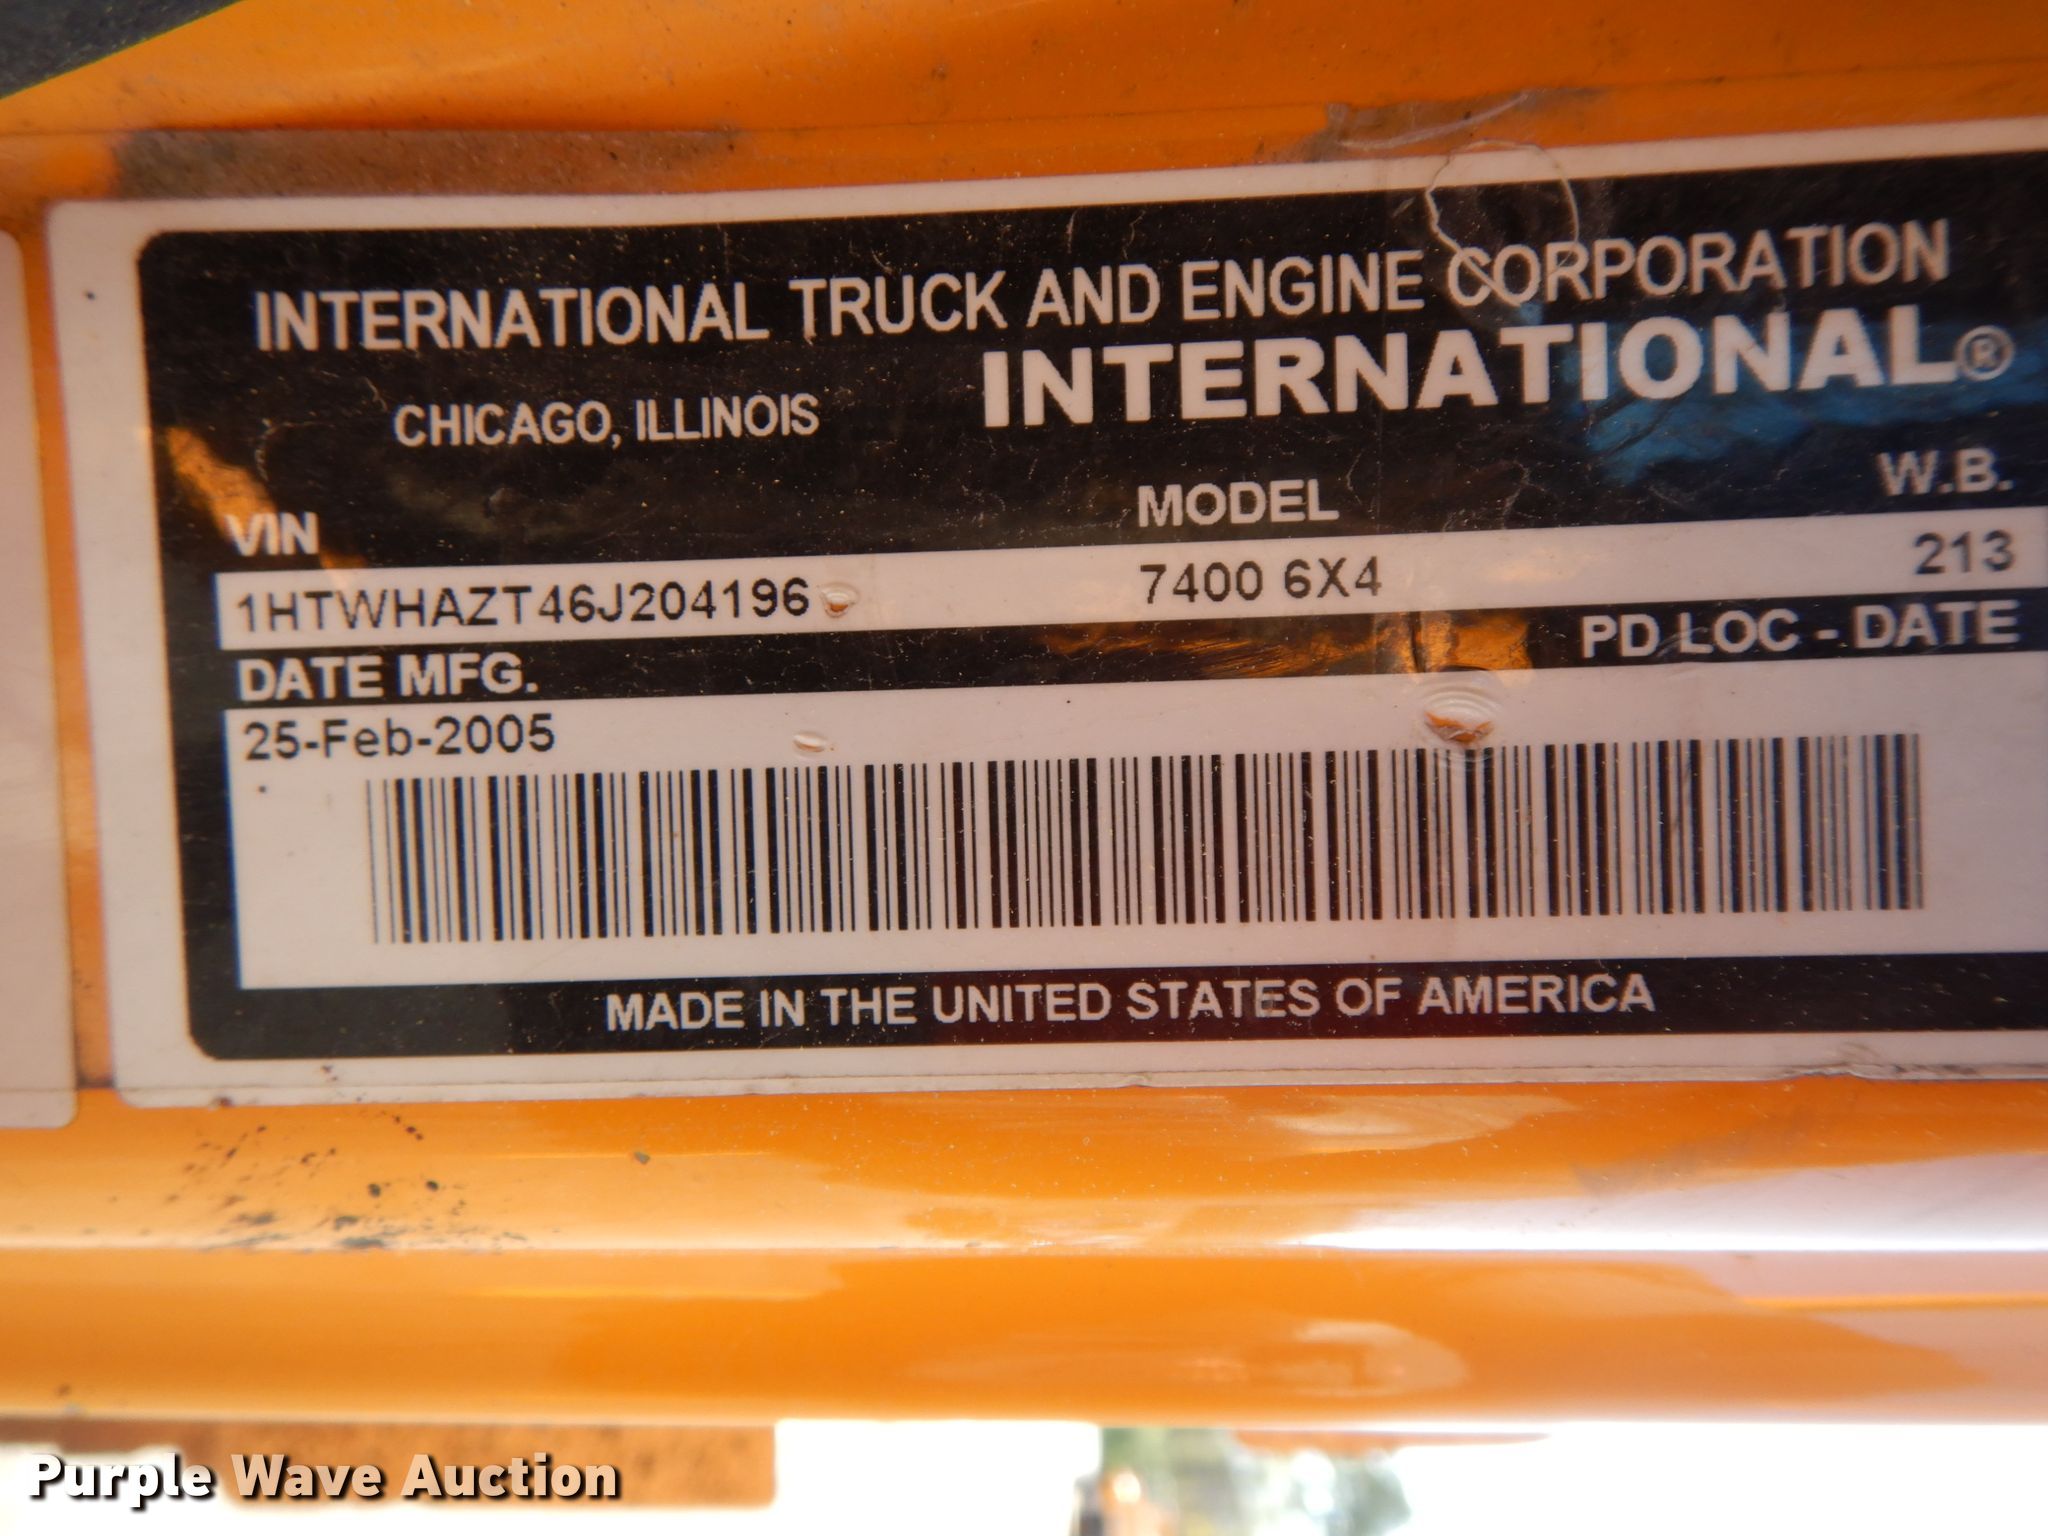 INTERNATIONAL TRUCK AND ENGINE CORPORATION
CHICAGO, ILLINOIS
INTERNATIONAL®
VIN
MODEL
W.B.
1HTWHAZT46J204196
7400 6X4
213
DATE MFG.
PD LOC - DATE
25-Feb-2005
MADE IN THE UNITED STATES OF AMERICA
Purple Wave Auction